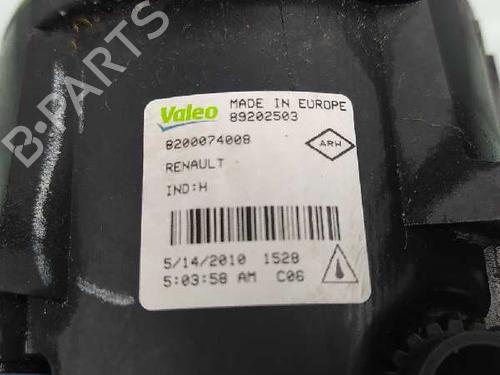 B-PARTS
Valeo MADE IN EUROPE
89202503
8200074008
RENAULT
ARH
IND:H
5/14/2010 1528
5:03:58 AM C06